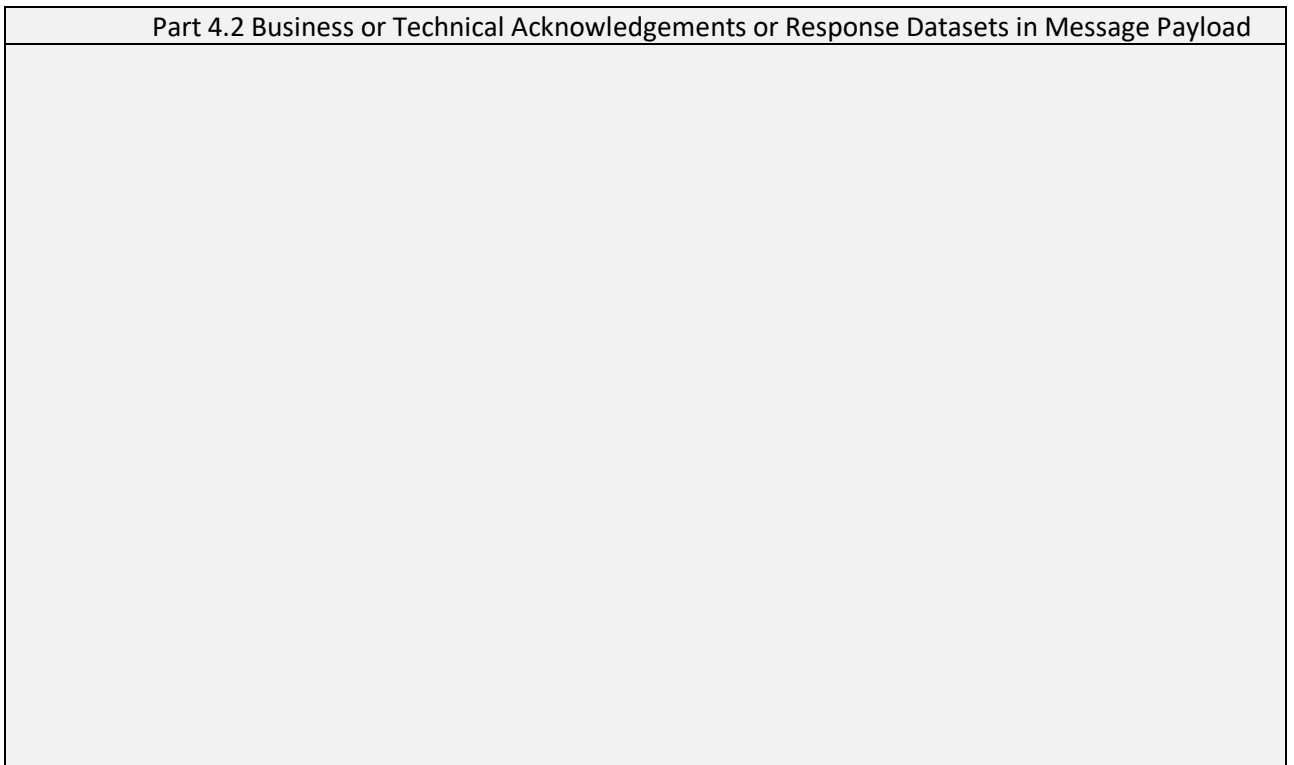 Part 4.2 Business or Technical Acknowledgements or Response Datasets in Message Payload